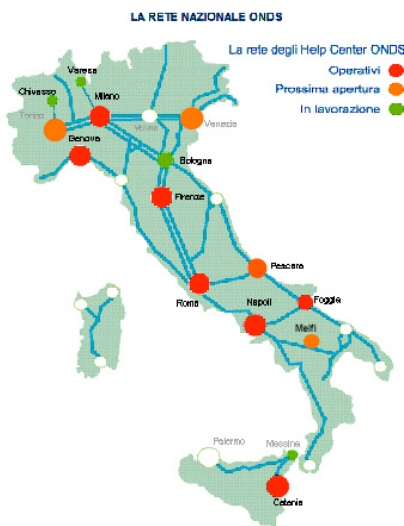 LA RETE NAZIONALE ONDS
La rete degli Help Center ONDS
Operativi
Prossima apertura
In lavorazione
Varese
Chivasso
Milano
Torino
Verona
Venezia
Genova
Bologna
Firenze
Pescara
Roma
Napoli
Foggia
Melfi
Palermo
Messina
Catania